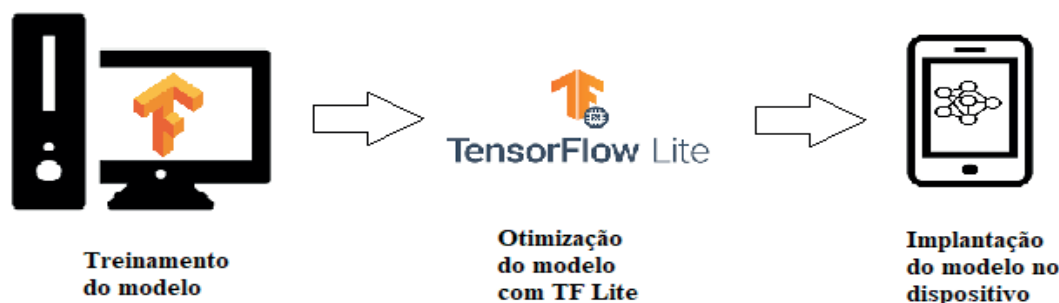 TensorFlow Lite
Treinamento
do modelo
Otimização
do modelo
com TF Lite
Implantação
do modelo no
dispositivo